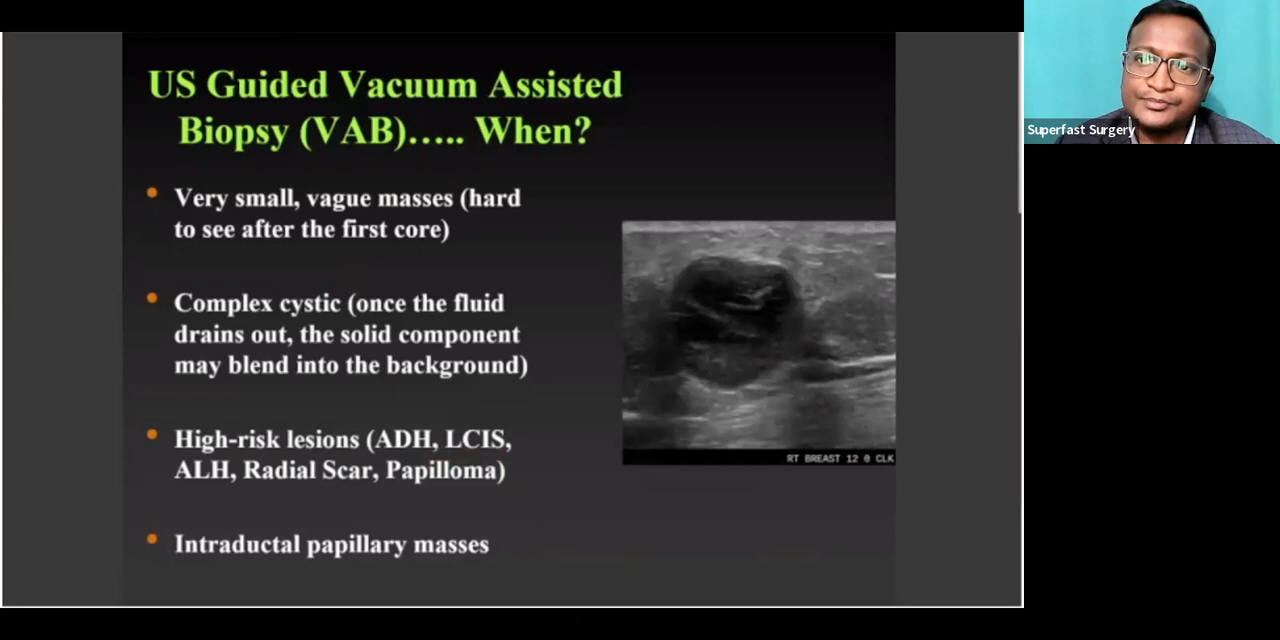 US Guided Vacuum Assisted
Biopsy (VAB)….. When?
• Very small, vague masses (hard
to see after the first core)
• Complex cystic (once the fluid
drains out, the solid component
may blend into the background)
• High-risk lesions (ADH, LCIS,
ALH, Radial Scar, Papilloma)
• Intraductal papillary masses
RT BREAST 12 0 CLK
Superfast Surgery